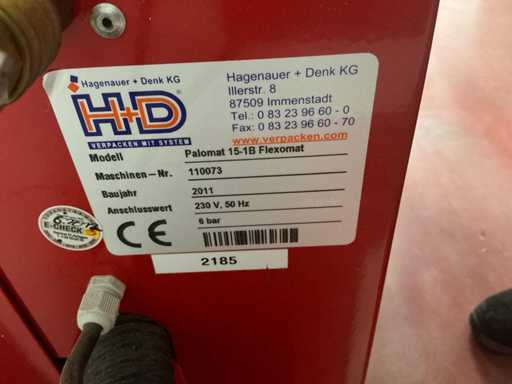 Hagenauer + Denk KG
H+D®
VERPACKEN MIT SYSTEM
Hagenauer + Denk KG
Illerstr. 8
87509 Immenstadt
Tel.: 0 83 23 96 60 - 0
Fax: 0 83 23 96 60 - 70
www.verpacken.com
Modell Palomat 15-1B Flexomat
Maschinen-Nr. 110073
Baujahr 2011
Anschlusswert 230 V, 50 Hz
6 bar
CE
E-CHECK
2185